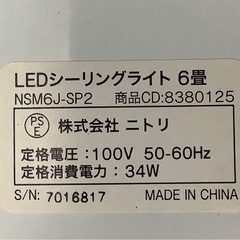 LEDシーリングライト 6畳
NSM6J-SP2 商品CD:8380125
PSE 株式会社 ニトリ
定格電圧:100V 50-60Hz
定格消費電力:34W
S/N: 7016817 MADE IN CHINA